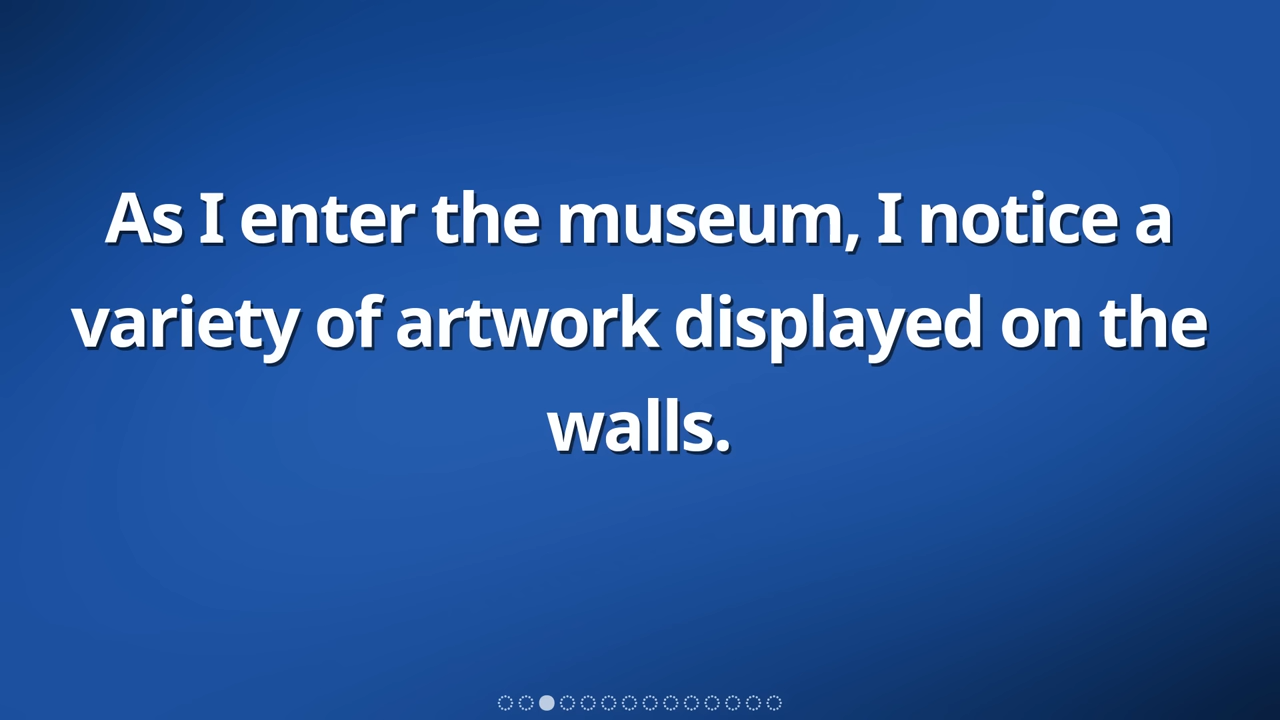 As I enter the museum, I notice a
variety of artwork displayed on the
walls.